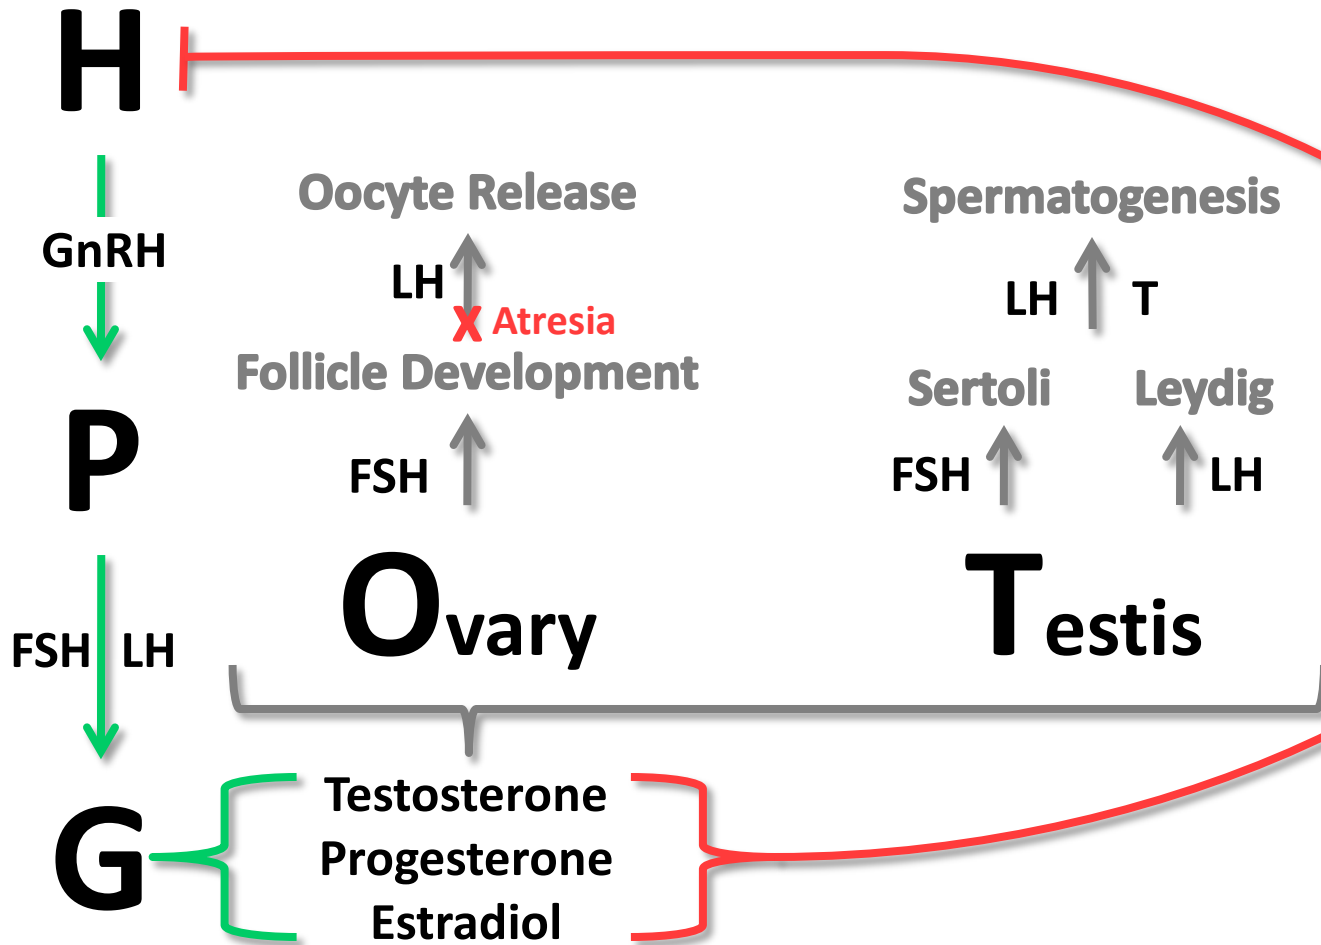 H
GnRH
P
FSH LH
G
Oocyte Release
LH
X Atresia
Follicle Development
FSH
Ovary
Spermatogenesis
LH T
Sertoli Leydig
FSH LH
Testis
Testosterone
Progesterone
Estradiol